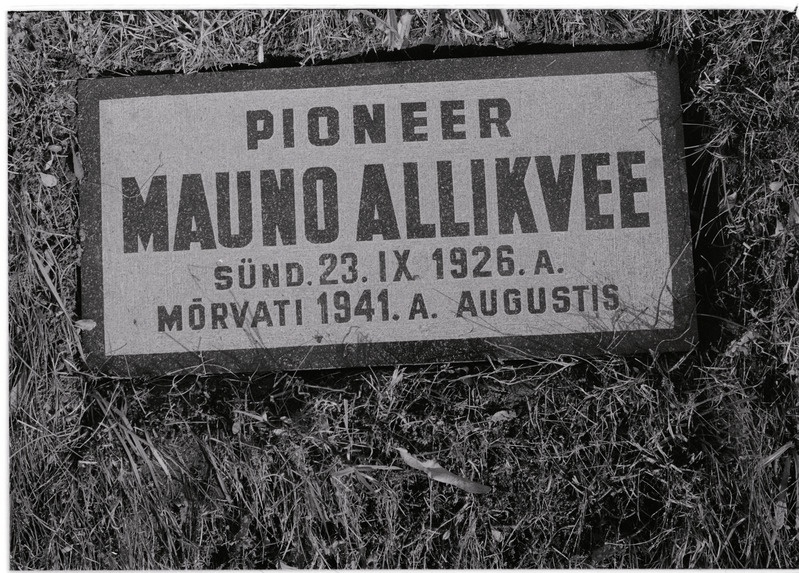 PIONEER
MAUNO ALLIKVEE
SÜND. 23. IX 1926. A.
MÕRVATI 1941. A. AUGUSTIS